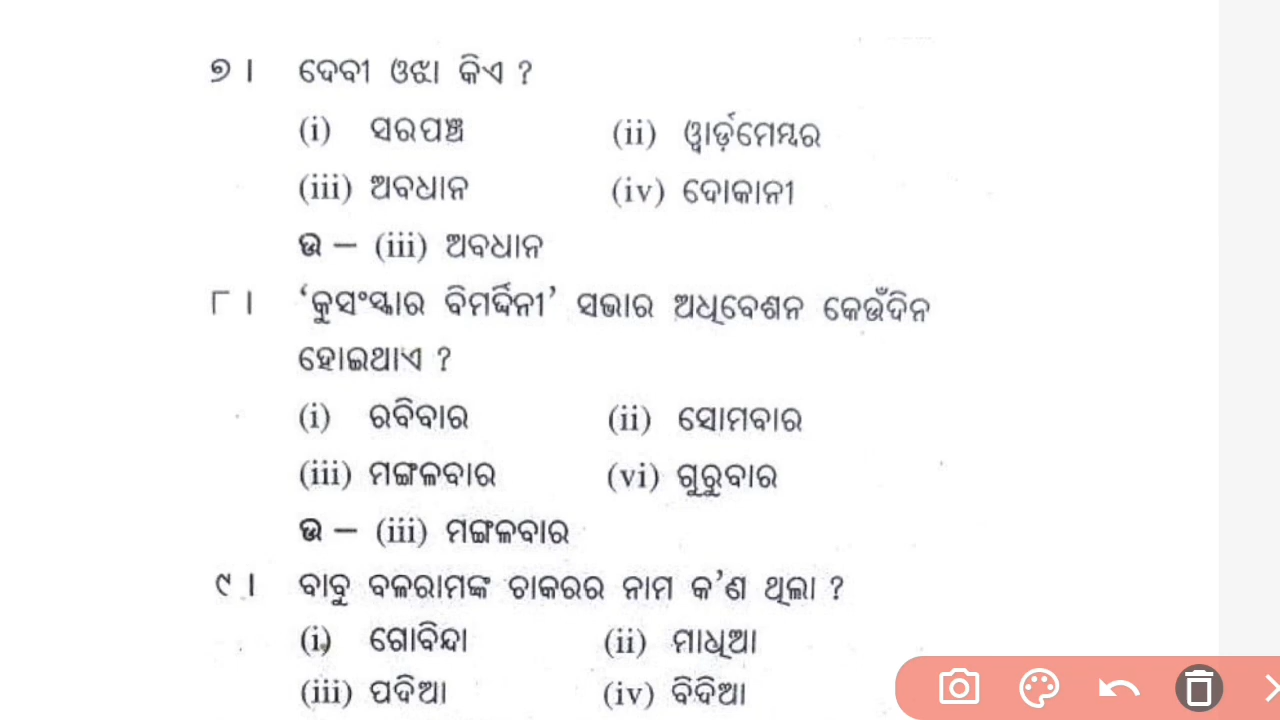 ୭ । ଦେବୀ ଓଝା କିଏ ?
(i) ସରପଞ୍ଚ (ii) ୱାର୍ଡ଼ମେମ୍ବର
(iii) ଅବଧାନ (iv) ଦୋକାନୀ
ଉ – (iii) ଅବଧାନ
୮ । ‘କୁସଂସ୍କାର ବିମର୍ଦ୍ଦିନୀ’ ସଭାର ଅଧିବେଶନ କେଉଁଦିନ
ହୋଇଥାଏ ?
(i) ରବିବାର (ii) ସୋମବାର
(iii) ମଙ୍ଗଳବାର (vi) ଗୁରୁବାର
ଉ – (iii) ମଙ୍ଗଳବାର
୯ । ବାବୁ ବଳରାମଙ୍କ ଚାକରର ନାମ କ’ଣ ଥିଲା ?
(i) ଗୋବିନ୍ଦା (ii) ମାଧିଆ
(iii) ପଦିଆ (iv) ବିଦିଆ